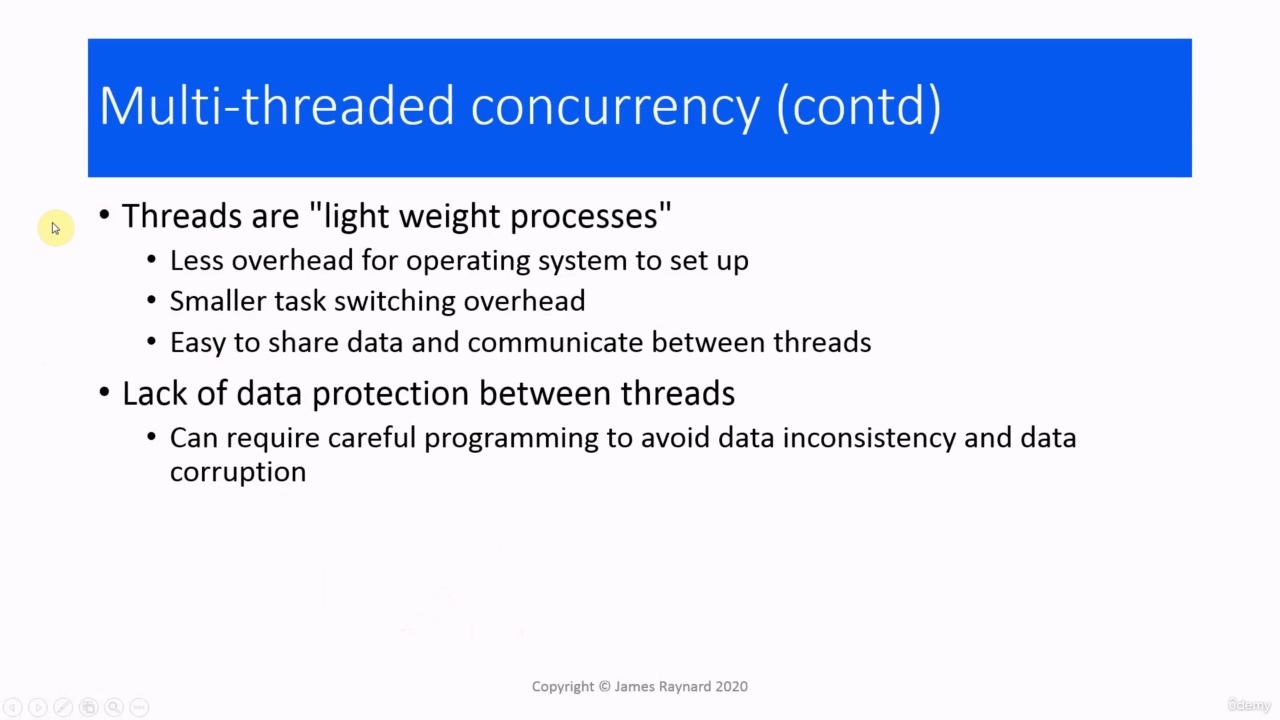 Multi-threaded concurrency (contd)
• Threads are "light weight processes"
• Less overhead for operating system to set up
• Smaller task switching overhead
• Easy to share data and communicate between threads
• Lack of data protection between threads
• Can require careful programming to avoid data inconsistency and data
corruption
Copyright © James Raynard 2020
ûdemy